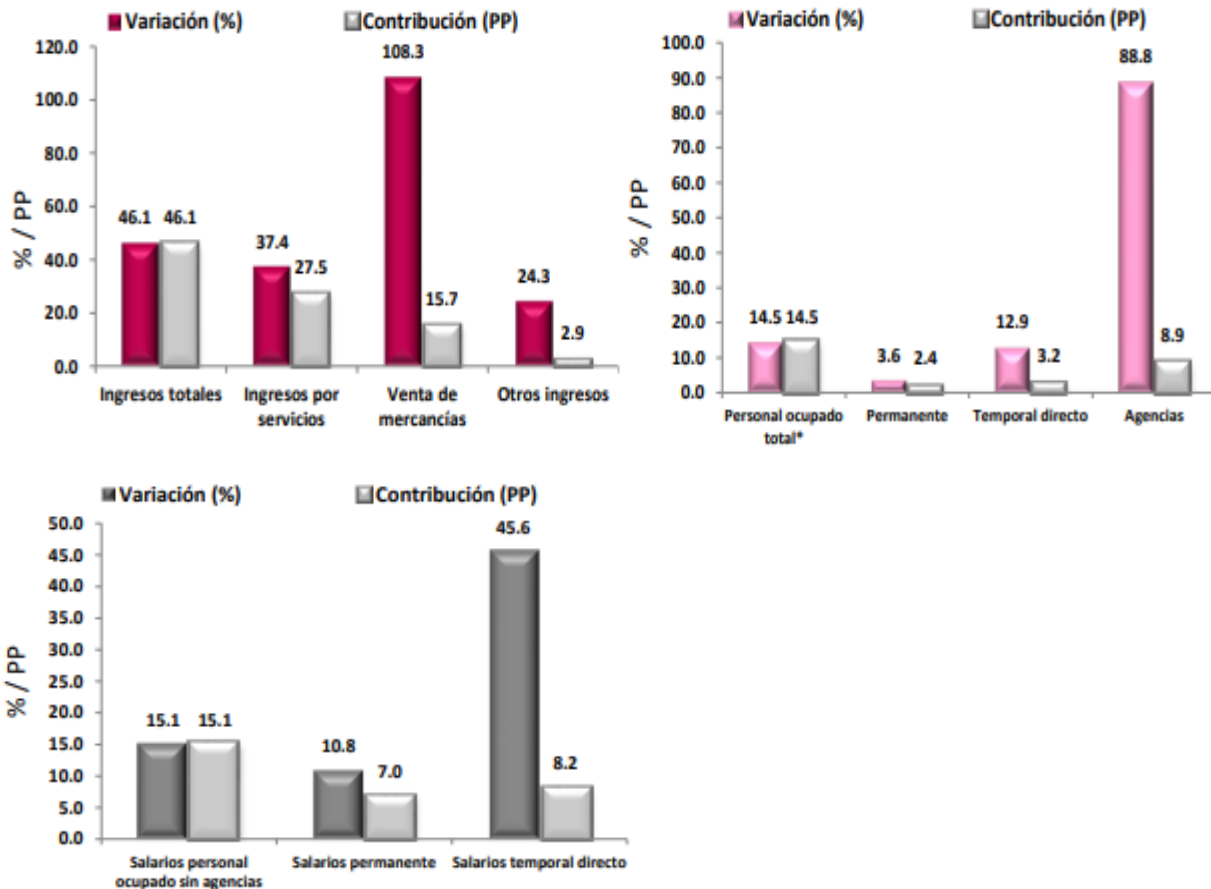 Variación (%) Contribución (PP)
120.0
100.0
80.0
60.0
40.0
20.0
0.0
% / PP
46.1 46.1
37.4 27.5
108.3 15.7
24.3 2.9
Ingresos totales
Ingresos por
servicios
Venta de
mercancías
Otros ingresos
Variación (%) Contribución (PP)
100.0
90.0
80.0
70.0
60.0
50.0
40.0
30.0
20.0
10.0
0.0
% / PP
14.5 14.5
3.6 2.4
12.9 3.2
88.8 8.9
Personal ocupado
total*
Permanente
Temporal directo
Agencias
Variación (%) Contribución (PP)
50.0
45.0
40.0
35.0
30.0
25.0
20.0
15.0
10.0
5.0
0.0
% / PP
15.1 15.1
10.8 7.0
45.6 8.2
Salarios personal
ocupado sin agencias
Salarios permanente
Salarios temporal directo